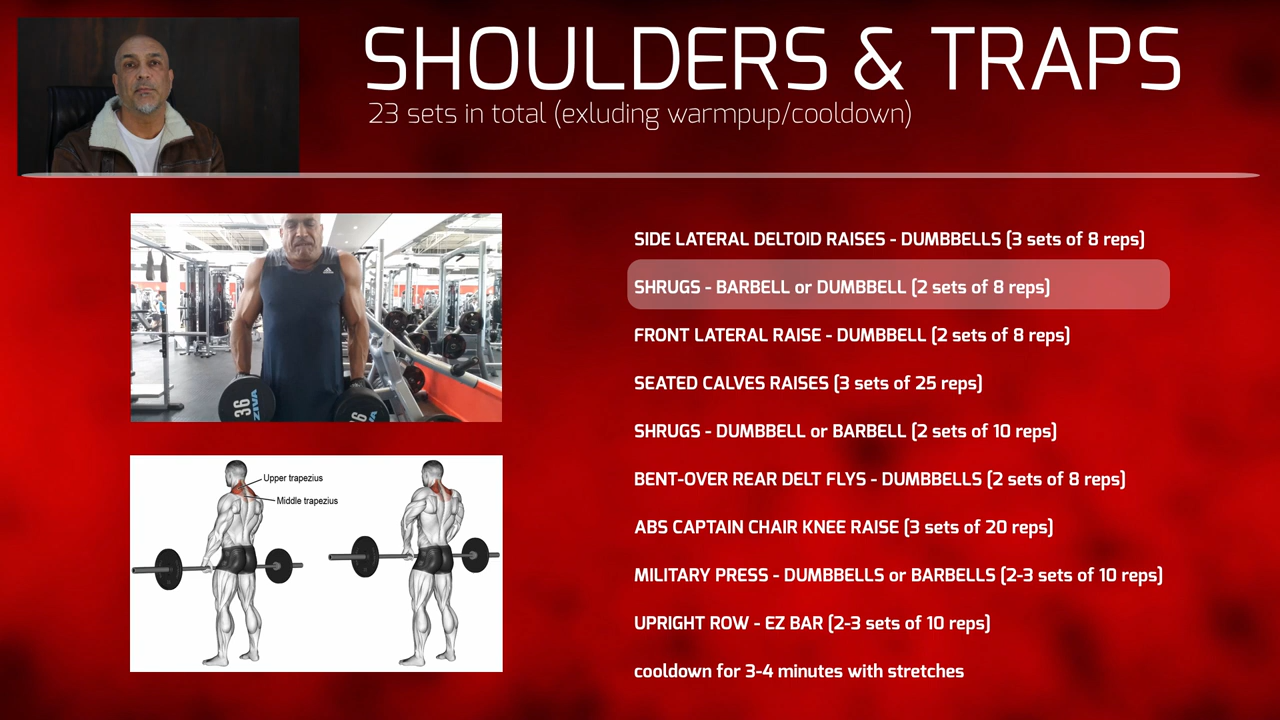 SHOULDERS & TRAPS
23 sets in total (exluding warmpup/cooldown)
SIDE LATERAL DELTOID RAISES - DUMBBELLS [3 sets of 8 reps]
SHRUGS - BARBELL or DUMBBELL [2 sets of 8 reps]
FRONT LATERAL RAISE - DUMBBELL [2 sets of 8 reps]
SEATED CALVES RAISES [3 sets of 25 reps]
SHRUGS - DUMBBELL or BARBELL [2 sets of 10 reps]
BENT-OVER REAR DELT FLYS - DUMBBELLS [2 sets of 8 reps]
ABS CAPTAIN CHAIR KNEE RAISE [3 sets of 20 reps]
MILITARY PRESS - DUMBBELLS or BARBELLS [2-3 sets of 10 reps]
UPRIGHT ROW - EZ BAR [2-3 sets of 10 reps]
cooldown for 3-4 minutes with stretches
adidas
36
ZIVA
Upper trapezius
Middle trapezius